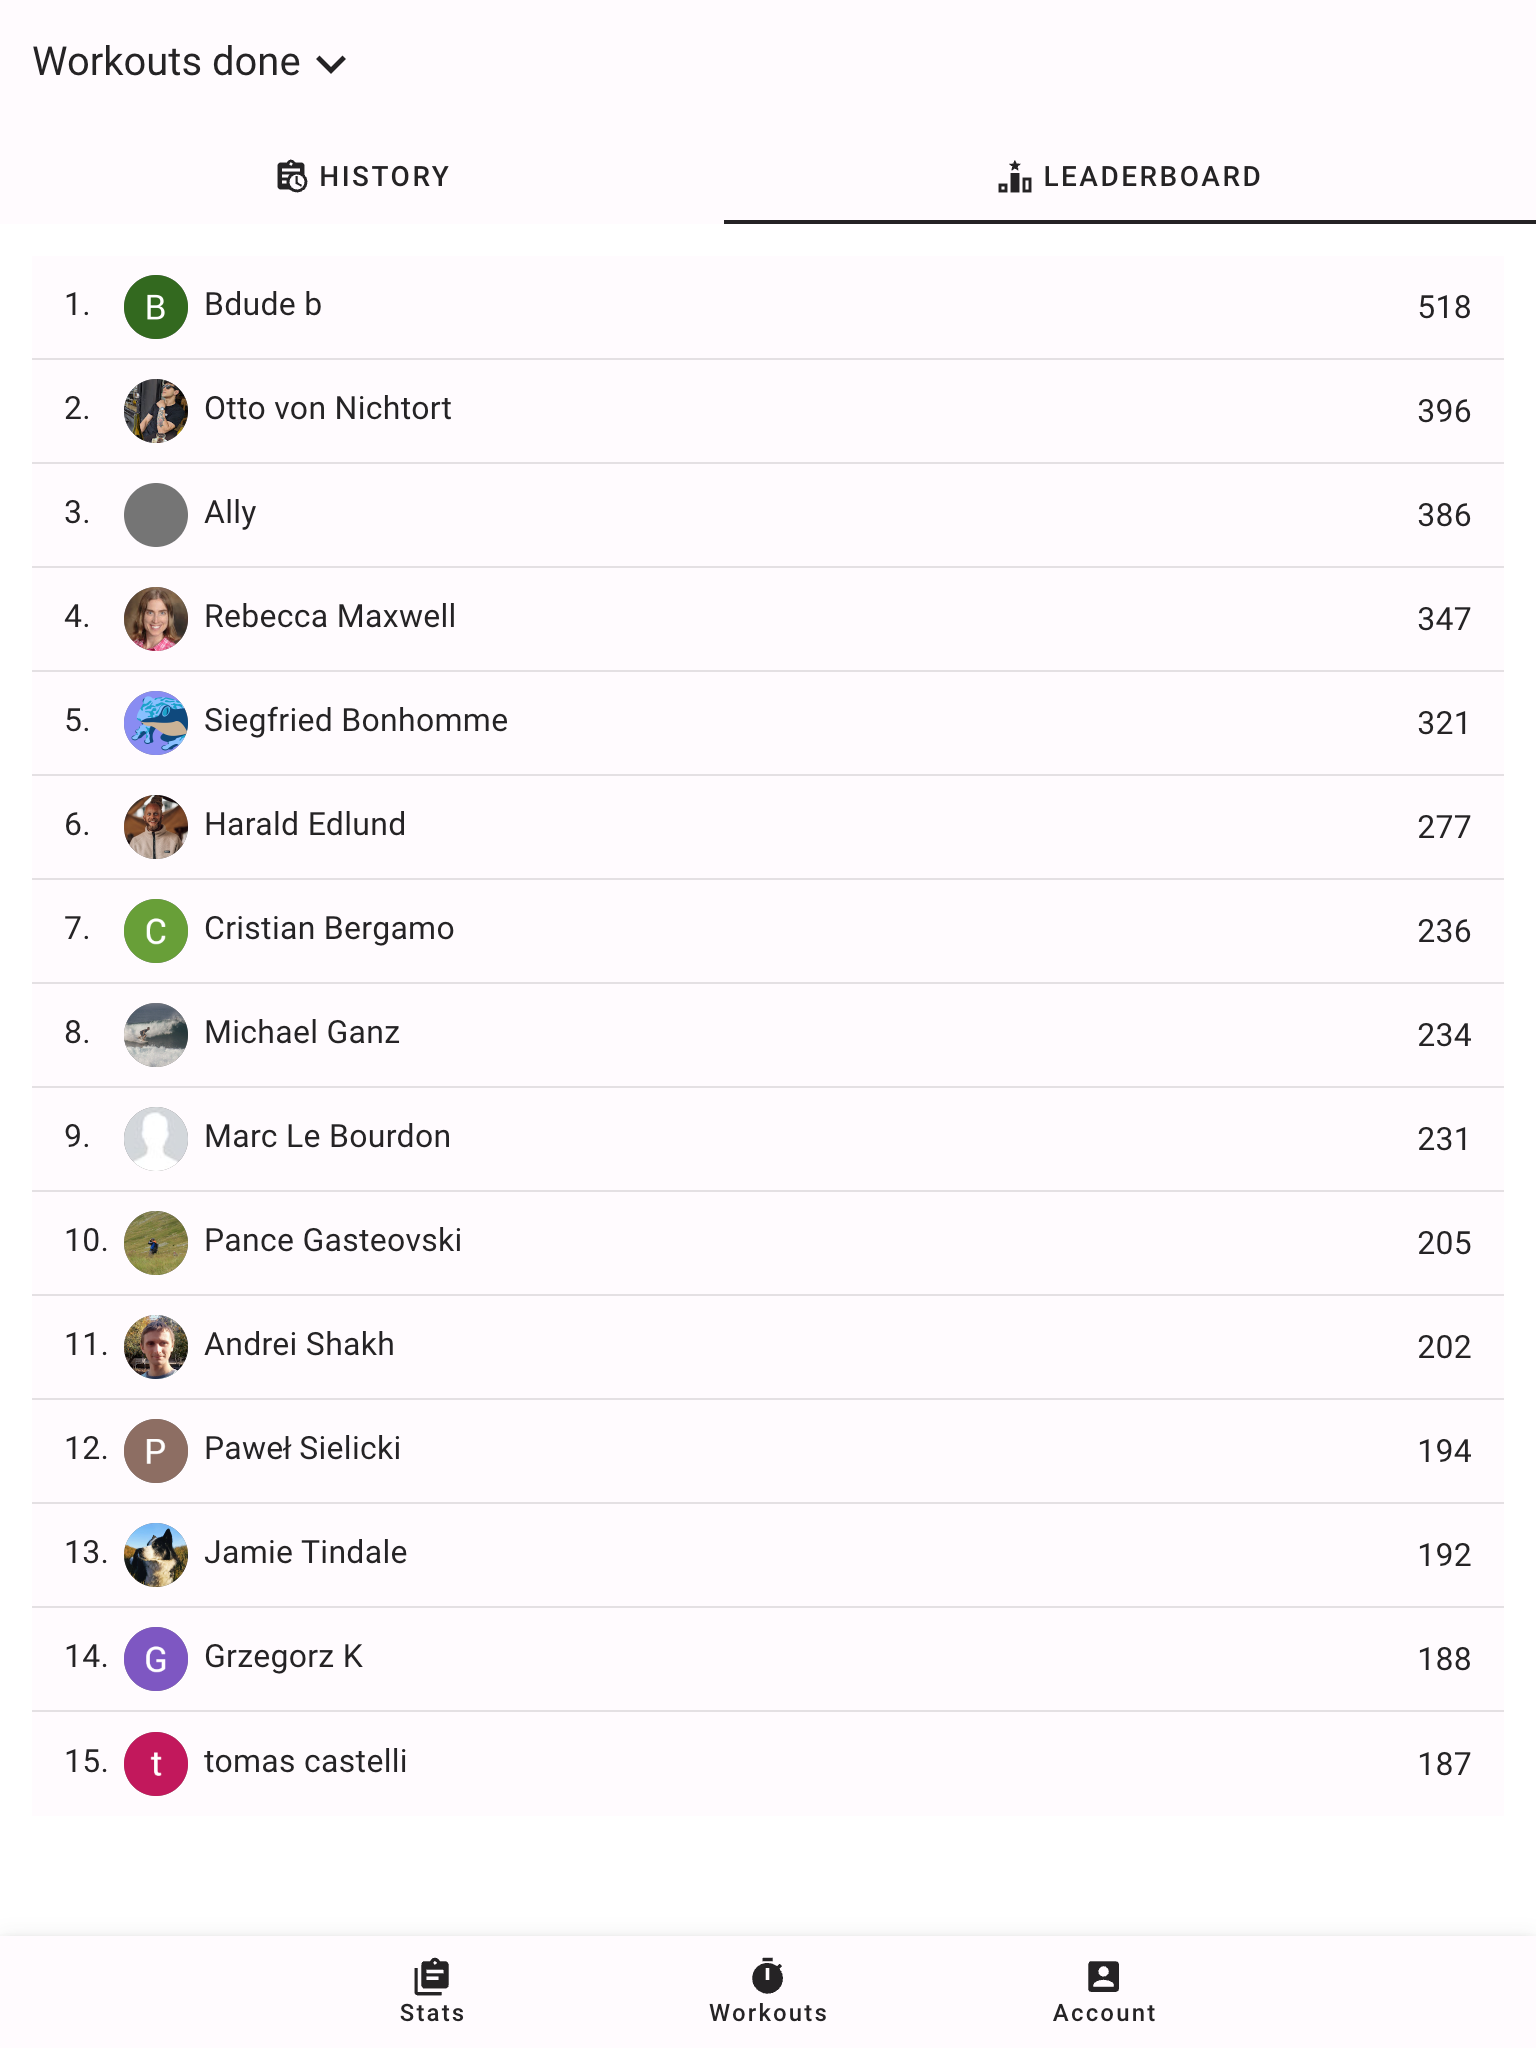 Workouts done
HISTORY
LEADERBOARD
1. B Bdude b 518
2. Otto von Nichtort 396
3. Ally 386
4. Rebecca Maxwell 347
5. Siegfried Bonhomme 321
6. Harald Edlund 277
7. C Cristian Bergamo 236
8. Michael Ganz 234
9. Marc Le Bourdon 231
10. Pance Gasteovski 205
11. Andrei Shakh 202
12. P Paweł Sielicki 194
13. Jamie Tindale 192
14. G Grzegorz K 188
15. t tomas castelli 187
Stats
Workouts
Account